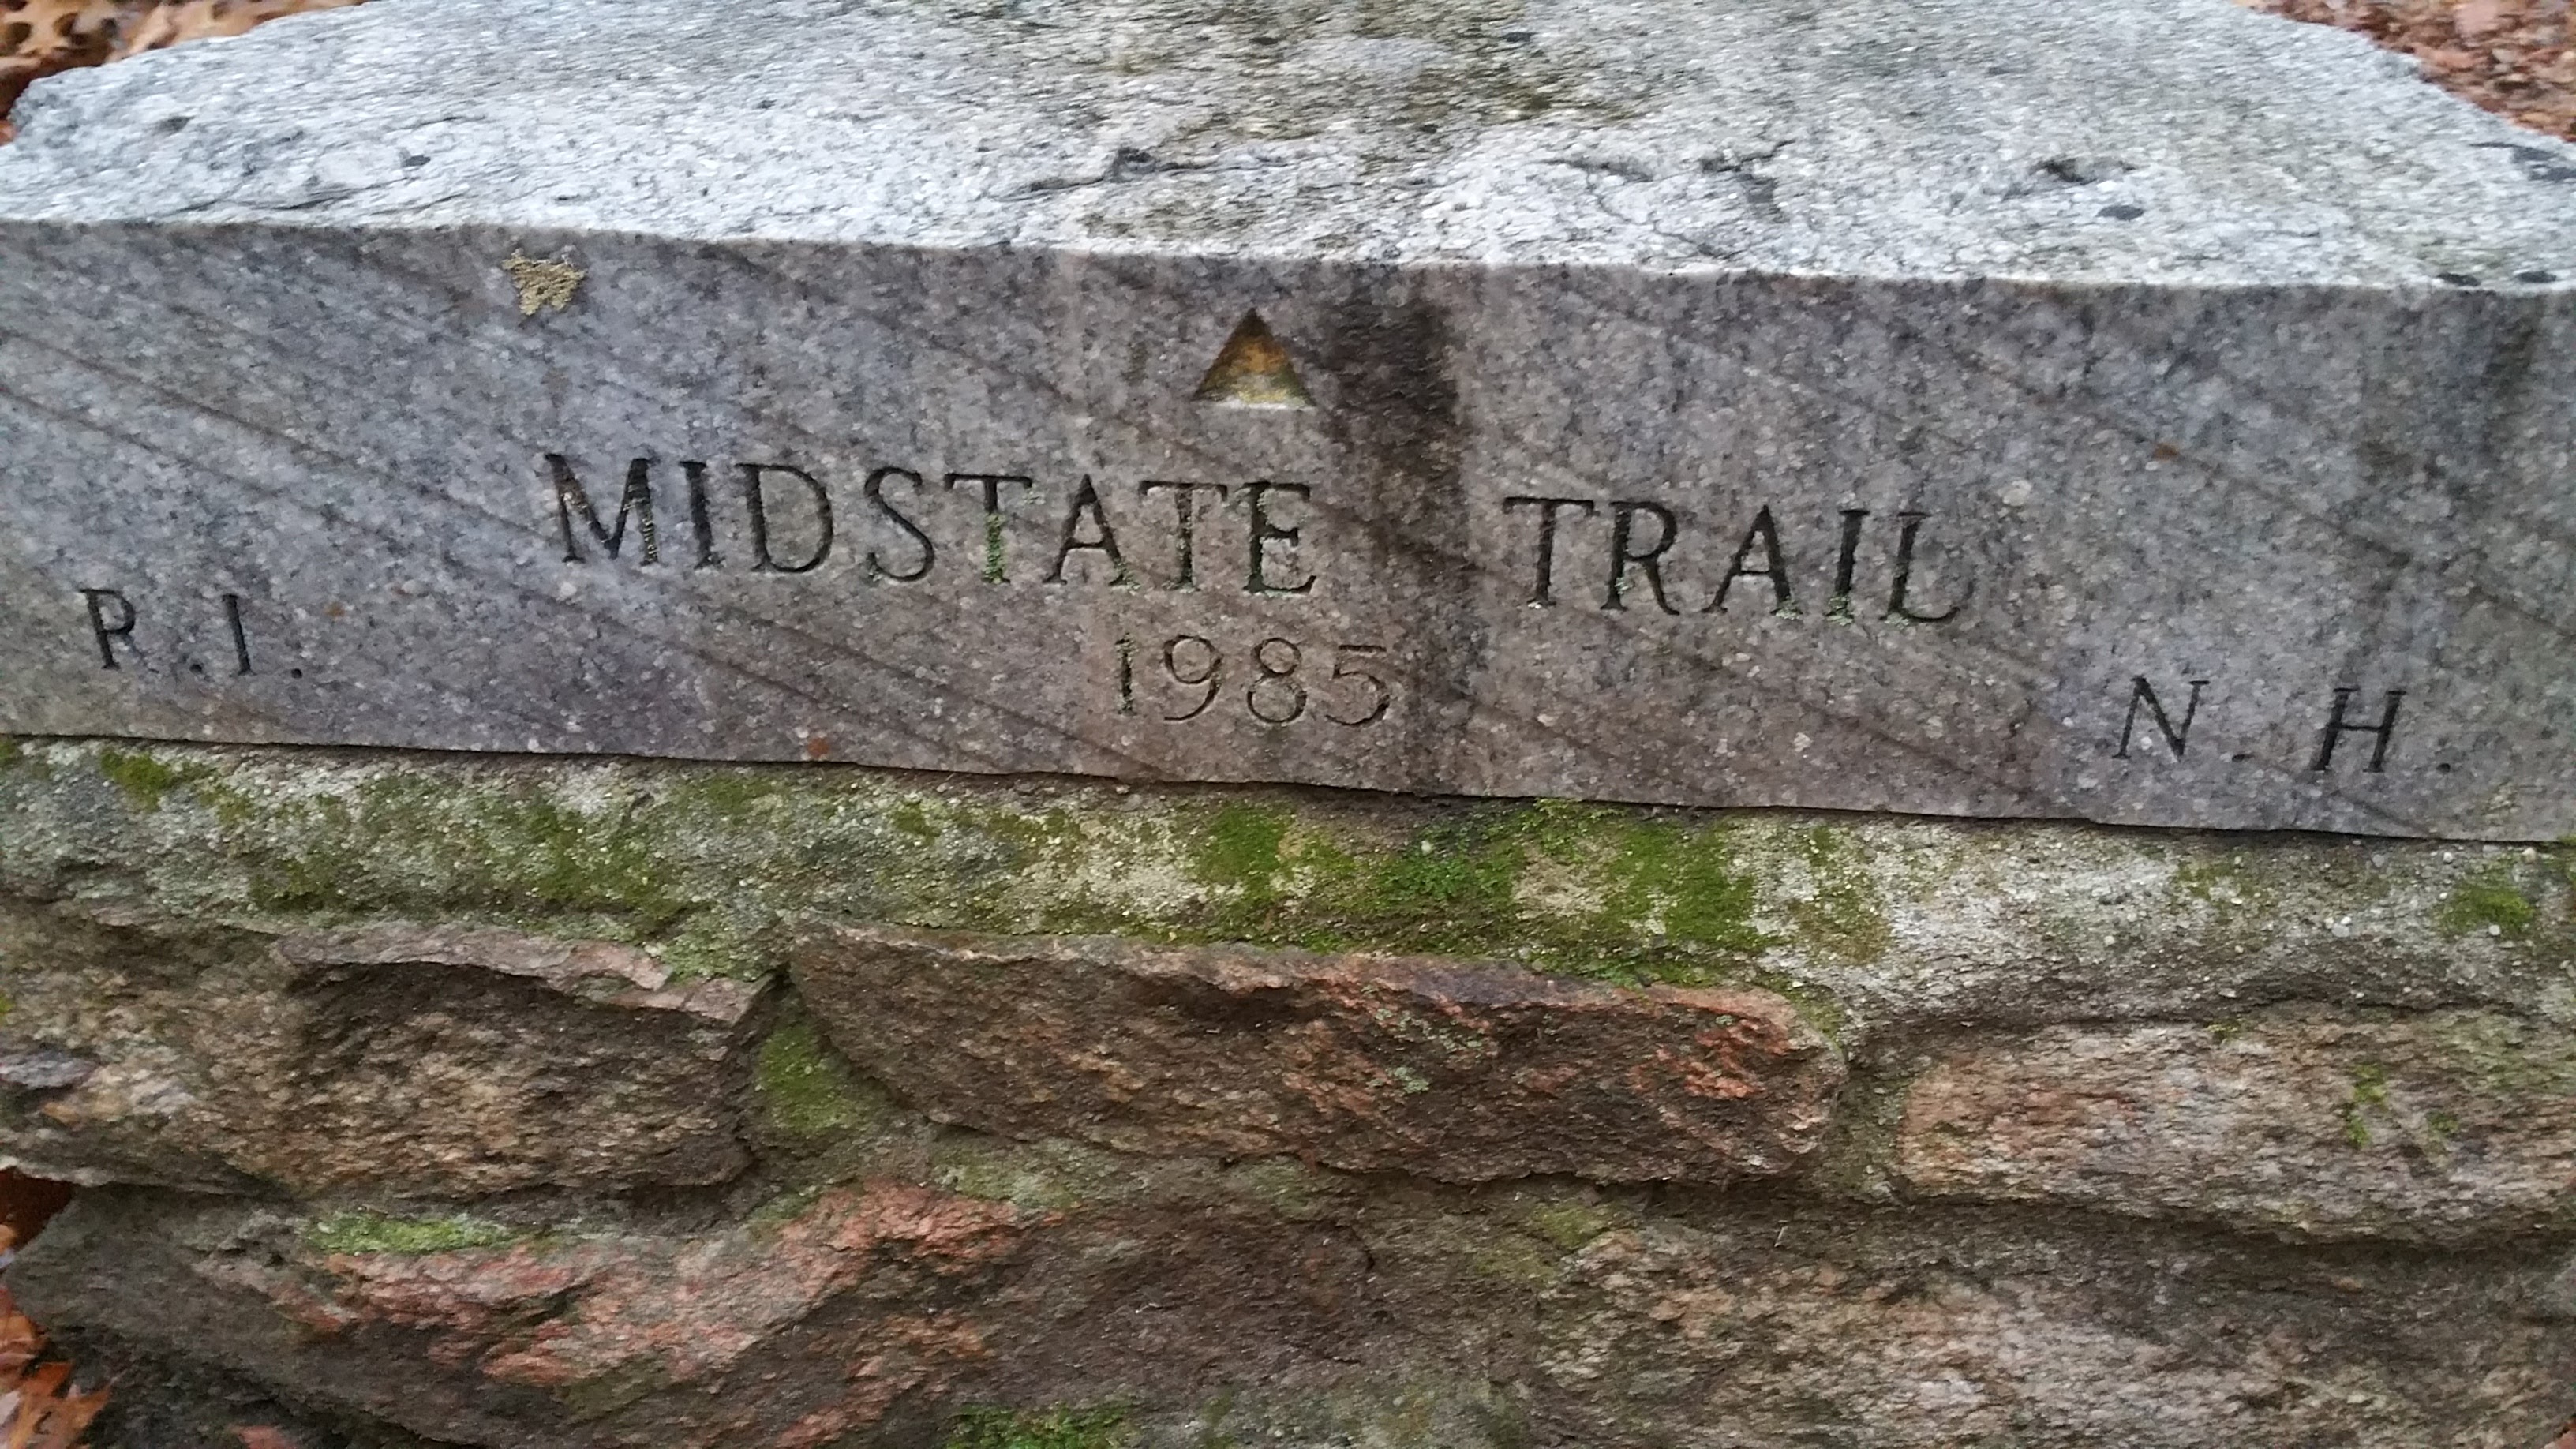 MIDSTATE TRAIL
R.I.
1985
N.H.